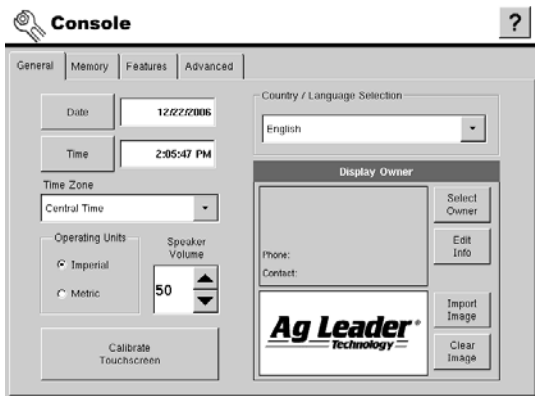 Console
?
General
Memory
Features
Advanced
Date
12/22/2006
Time
2:05:47 PM
Time Zone
Central Time
Operating Units
Imperial
Metric
Speaker
Volume
50
Calibrate
Touchscreen
Country / Language Selection
English
Display Owner
Phone:
Contact:
Select
Owner
Edit
Info
Ag Leader
Technology
Import
Image
Clear
Image